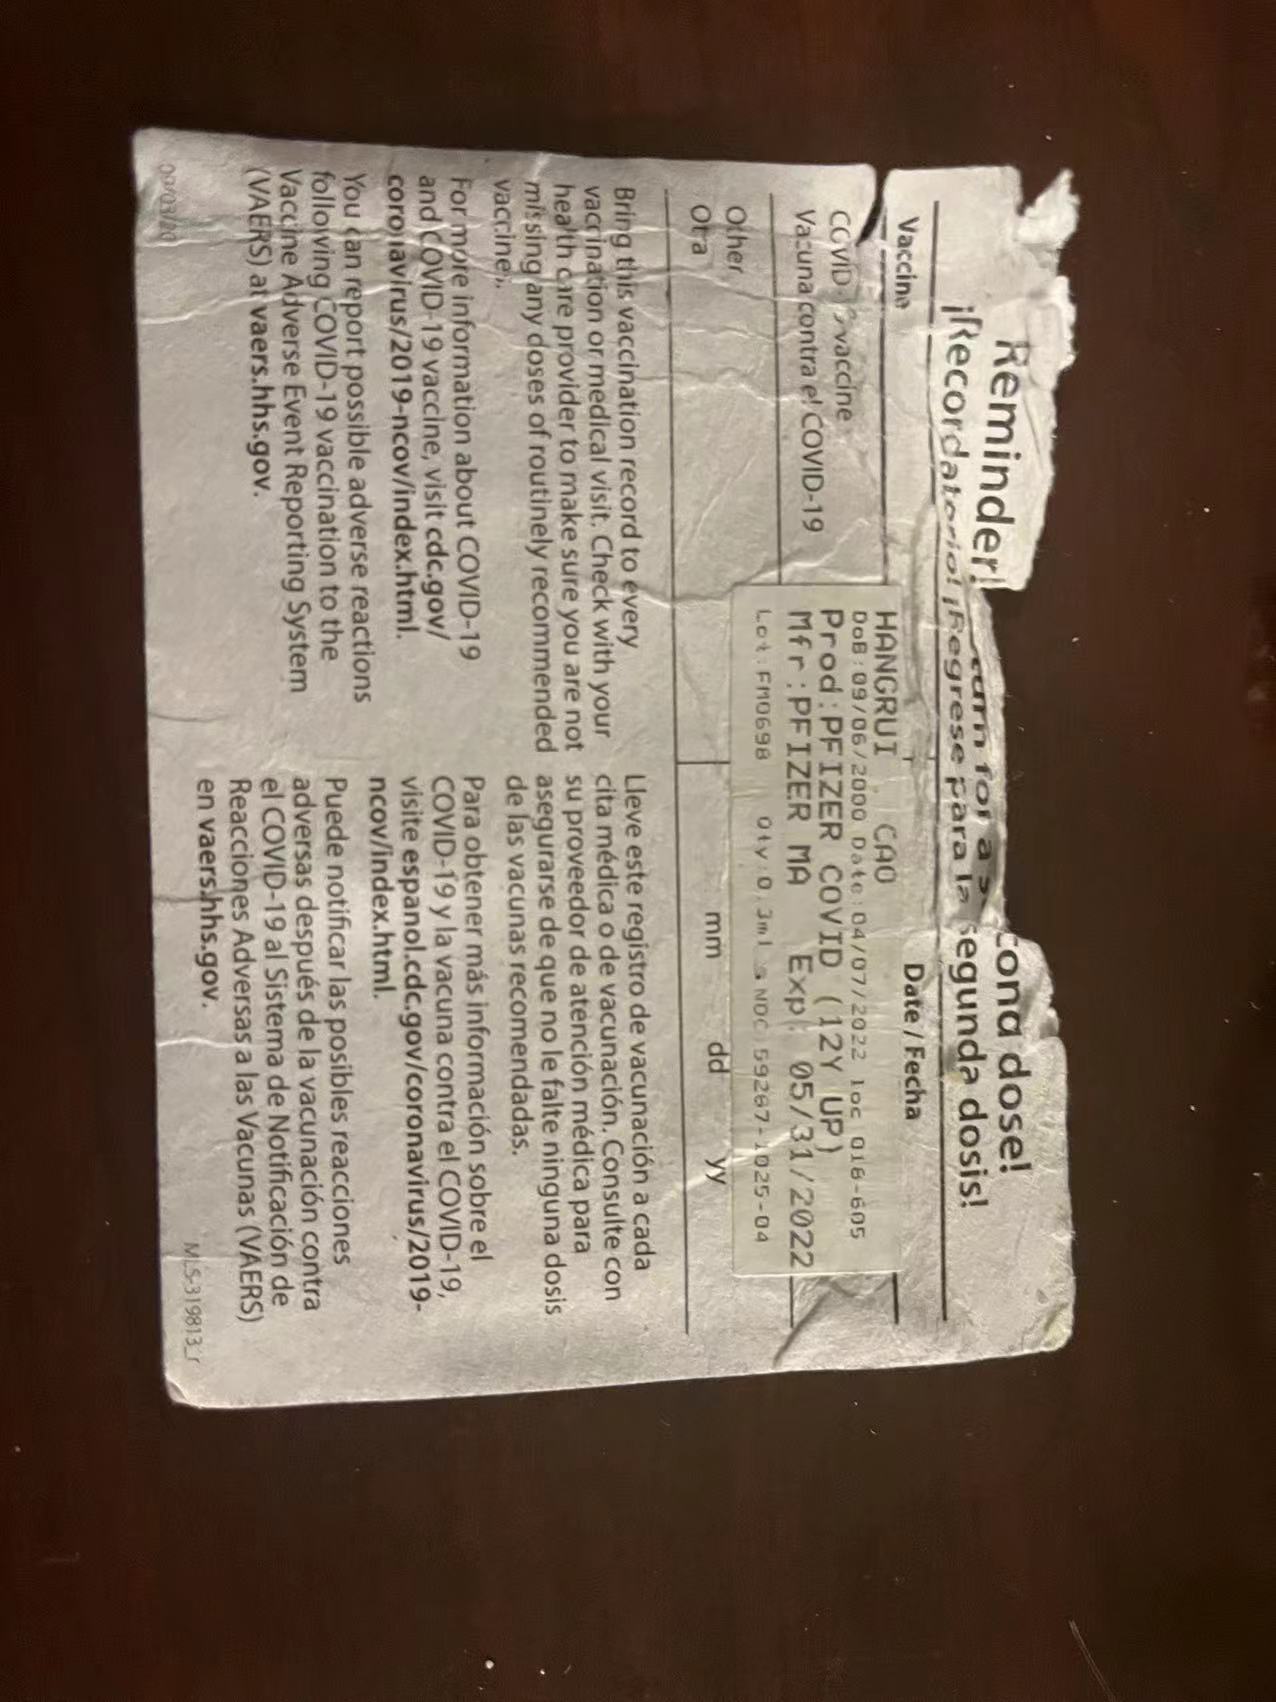 Reminder! return for a second dose!
¡Recordatorio! ¡Regrese para la segunda dosis!
Vaccine Date / Fecha
COVID-19 vaccine
Vacuna contra el COVID-19
HANGRUI CAO
DoB:09/06/2000 Date:04/07/2022 loc 016-605
Prod:PFIZER COVID (12Y UP)
Mfr:PFIZER MA Exp: 05/31/2022
Lot:FM0698 Qty:0.3ml NDC:59267-1025-04
Other
Otra
mm dd yy
Bring this vaccination record to every
vaccination or medical visit. Check with your
health care provider to make sure you are not
missing any doses of routinely recommended
vaccines.
For more information about COVID-19
and COVID-19 vaccine, visit cdc.gov/
coronavirus/2019-ncov/index.html.
You can report possible adverse reactions
following COVID-19 vaccination to the
Vaccine Adverse Event Reporting System
(VAERS) at vaers.hhs.gov.
09/03/20
Lleve este registro de vacunación a cada
cita médica o de vacunación. Consulte con
su proveedor de atención médica para
asegurarse de que no le falte ninguna dosis
de las vacunas recomendadas.
Para obtener más información sobre el
COVID-19 y la vacuna contra el COVID-19,
visite espanol.cdc.gov/coronavirus/2019-
ncov/index.html.
Puede notificar las posibles reacciones
adversas después de la vacunación contra
el COVID-19 al Sistema de Notificación de
Reacciones Adversas a las Vacunas (VAERS)
en vaers.hhs.gov.
MLS-319813_r